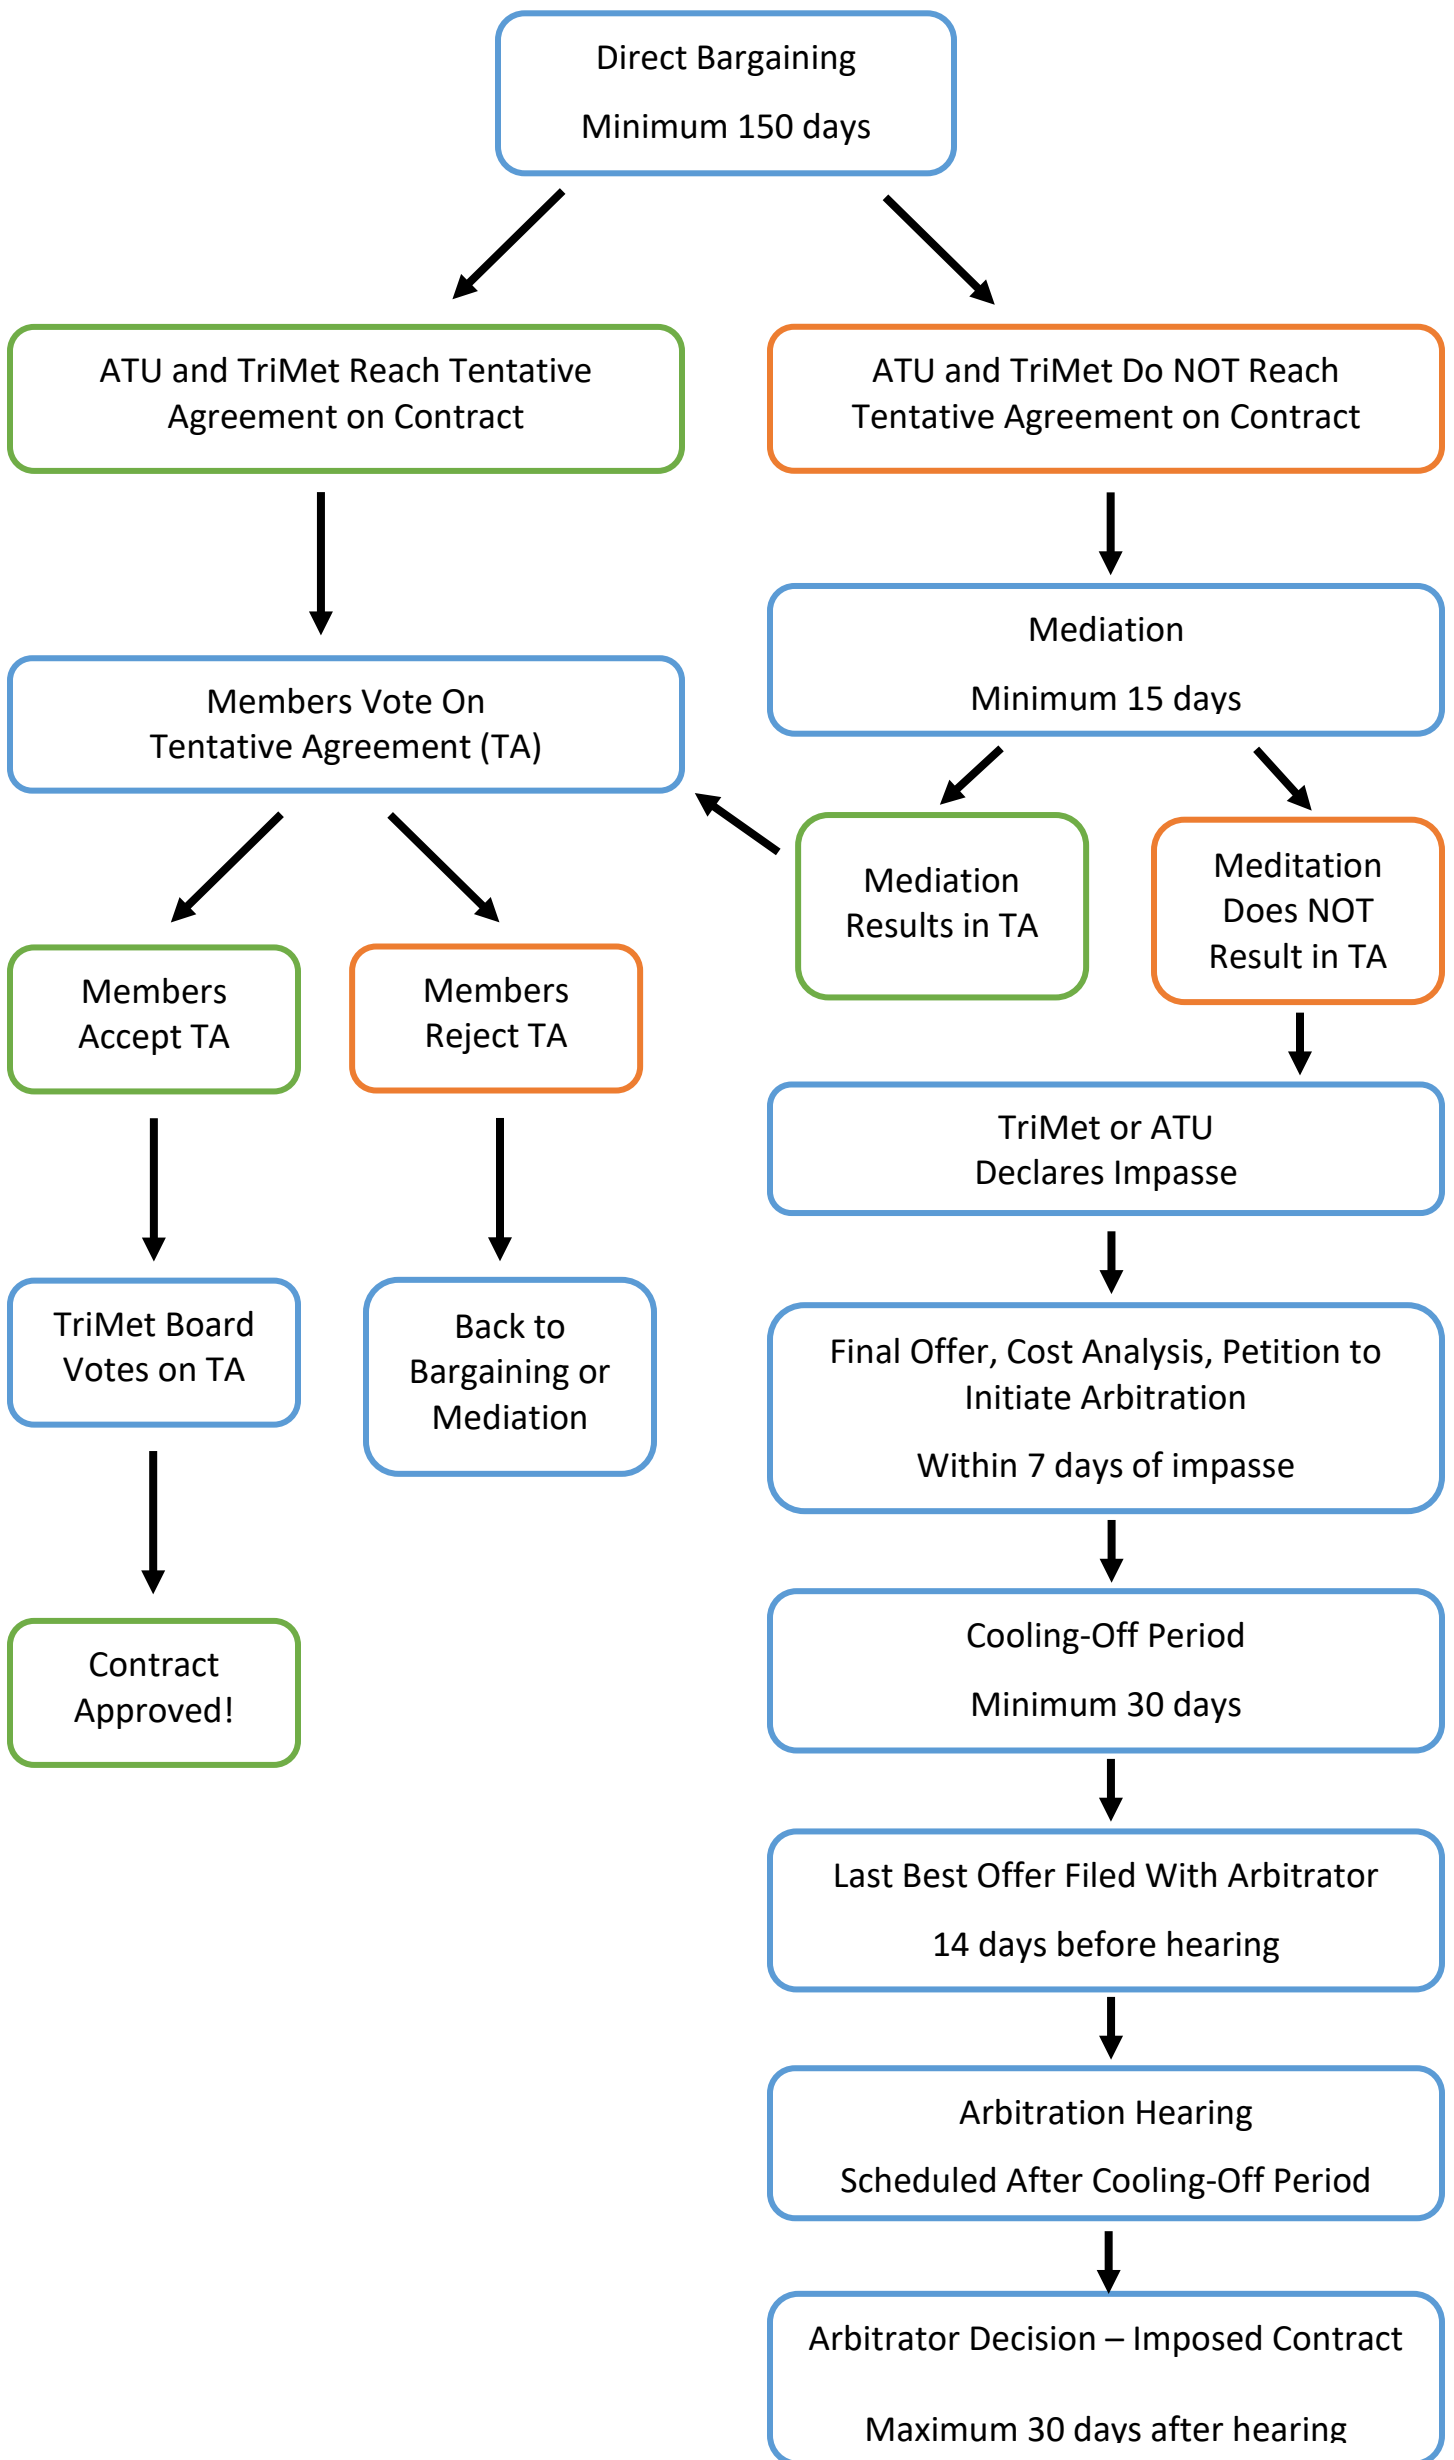 Direct Bargaining
Minimum 150 days
ATU and TriMet Reach Tentative
Agreement on Contract
ATU and TriMet Do NOT Reach
Tentative Agreement on Contract
Mediation
Minimum 15 days
Members Vote On
Tentative Agreement (TA)
Mediation
Results in TA
Meditation
Does NOT
Result in TA
Members
Accept TA
Members
Reject TA
TriMet or ATU
Declares Impasse
TriMet Board
Votes on TA
Back to
Bargaining or
Mediation
Final Offer, Cost Analysis, Petition to
Initiate Arbitration
Within 7 days of impasse
Contract
Approved!
Cooling-Off Period
Minimum 30 days
Last Best Offer Filed With Arbitrator
14 days before hearing
Arbitration Hearing
Scheduled After Cooling-Off Period
Arbitrator Decision – Imposed Contract
Maximum 30 days after hearing